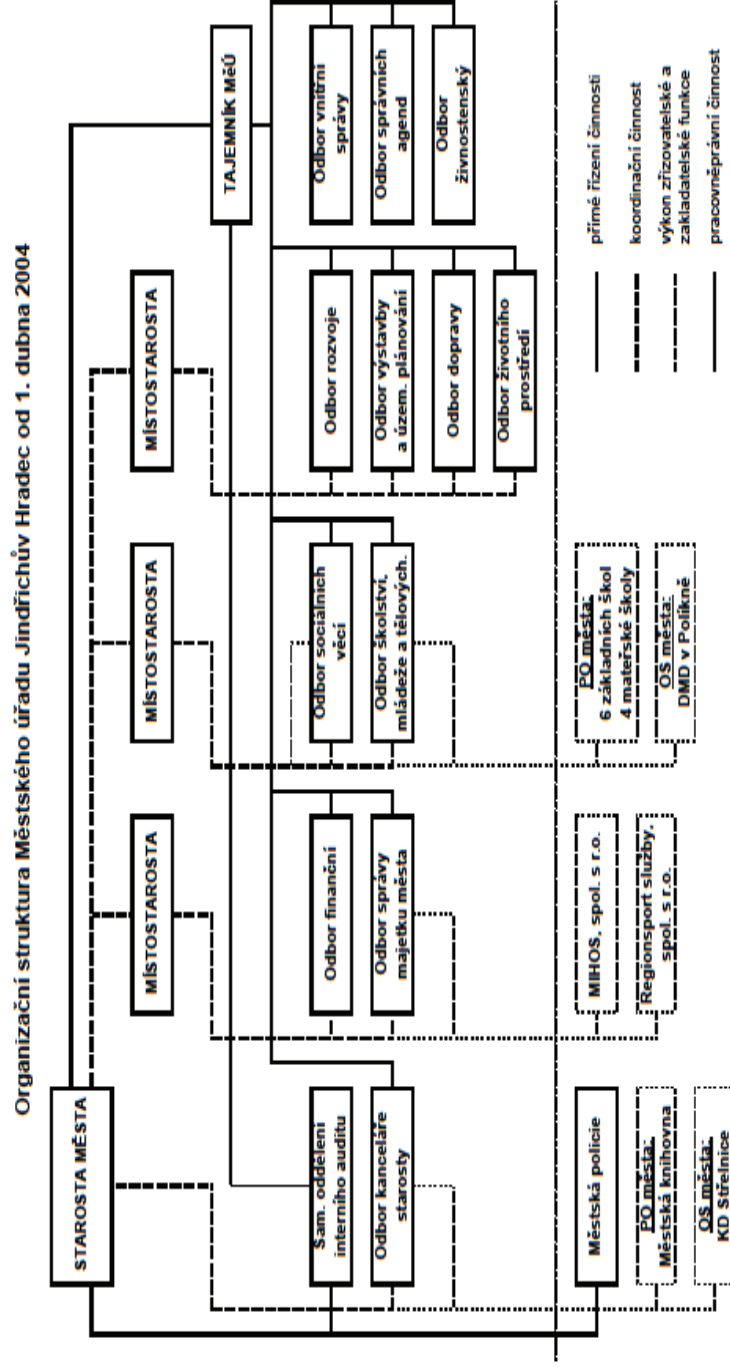 Organizační struktura Městského úřadu Jindřichův Hradec od 1. dubna 2004
STAROSTA MĚSTA
MÍSTOSTAROSTA
MÍSTOSTAROSTA
MÍSTOSTAROSTA
TAJEMNÍK MěÚ
Sam. oddělení
interního auditu
Odbor kanceláře
starosty
Odbor finanční
Odbor správy
majetku města
Odbor sociálních
věcí
Odbor školství,
mládeže a tělových.
Odbor rozvoje
Odbor výstavby
a územ. plánování
Odbor dopravy
Odbor životního
prostředí
Odbor vnitřní
správy
Odbor správních
agend
Odbor
živnostenský
Městská policie
PO města:
Městská knihovna
OS města:
KD Střelnice
MIHOS, spol. s r.o.
Regionsport služby,
spol. s r.o.
PO města:
6 základních škol
4 mateřské školy
OS města:
DMD v Polikně
přímé řízení činnosti
koordinační činnost
výkon zřizovatelské a
zakladatelské funkce
pracovněprávní činnost